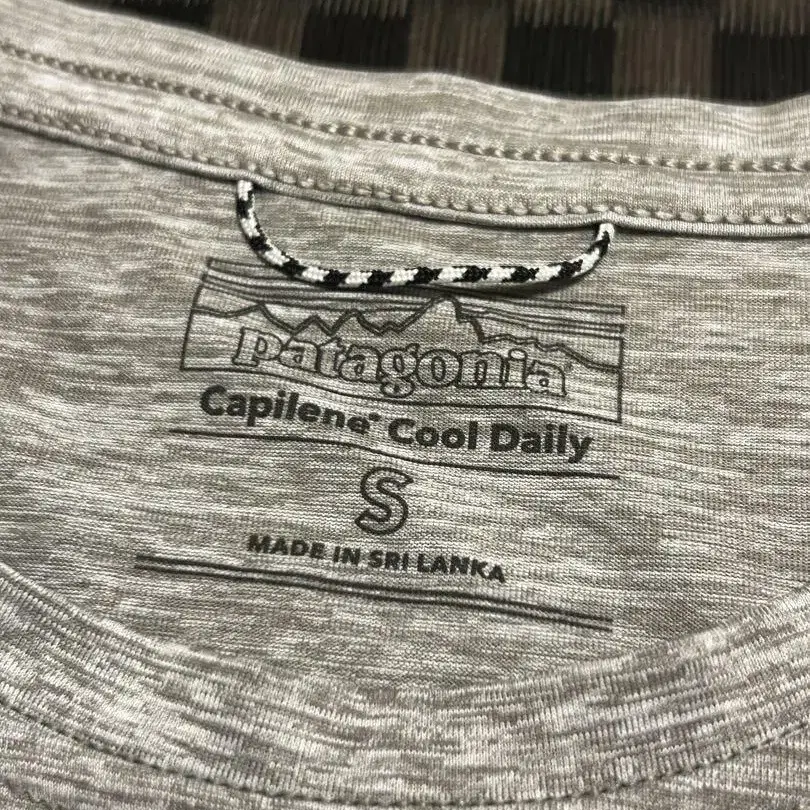 patagonia®
Capilene® Cool Daily
S
MADE IN SRI LANKA